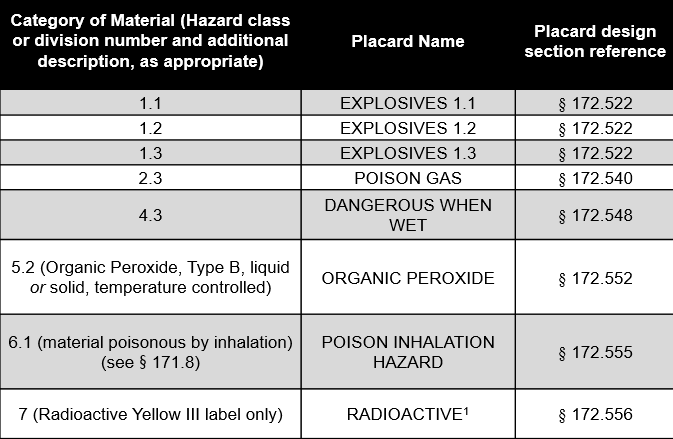 Category of Material (Hazard class
or division number and additional
description, as appropriate)
Placard Name
Placard design
section reference
1.1
EXPLOSIVES 1.1
§ 172.522
1.2
EXPLOSIVES 1.2
§ 172.522
1.3
EXPLOSIVES 1.3
§ 172.522
2.3
POISON GAS
§ 172.540
4.3
DANGEROUS WHEN
WET
§ 172.548
5.2 (Organic Peroxide, Type B, liquid
or solid, temperature controlled)
ORGANIC PEROXIDE
§ 172.552
6.1 (material poisonous by inhalation)
(see § 171.8)
POISON INHALATION
HAZARD
§ 172.555
7 (Radioactive Yellow III label only)
RADIOACTIVE¹
§ 172.556